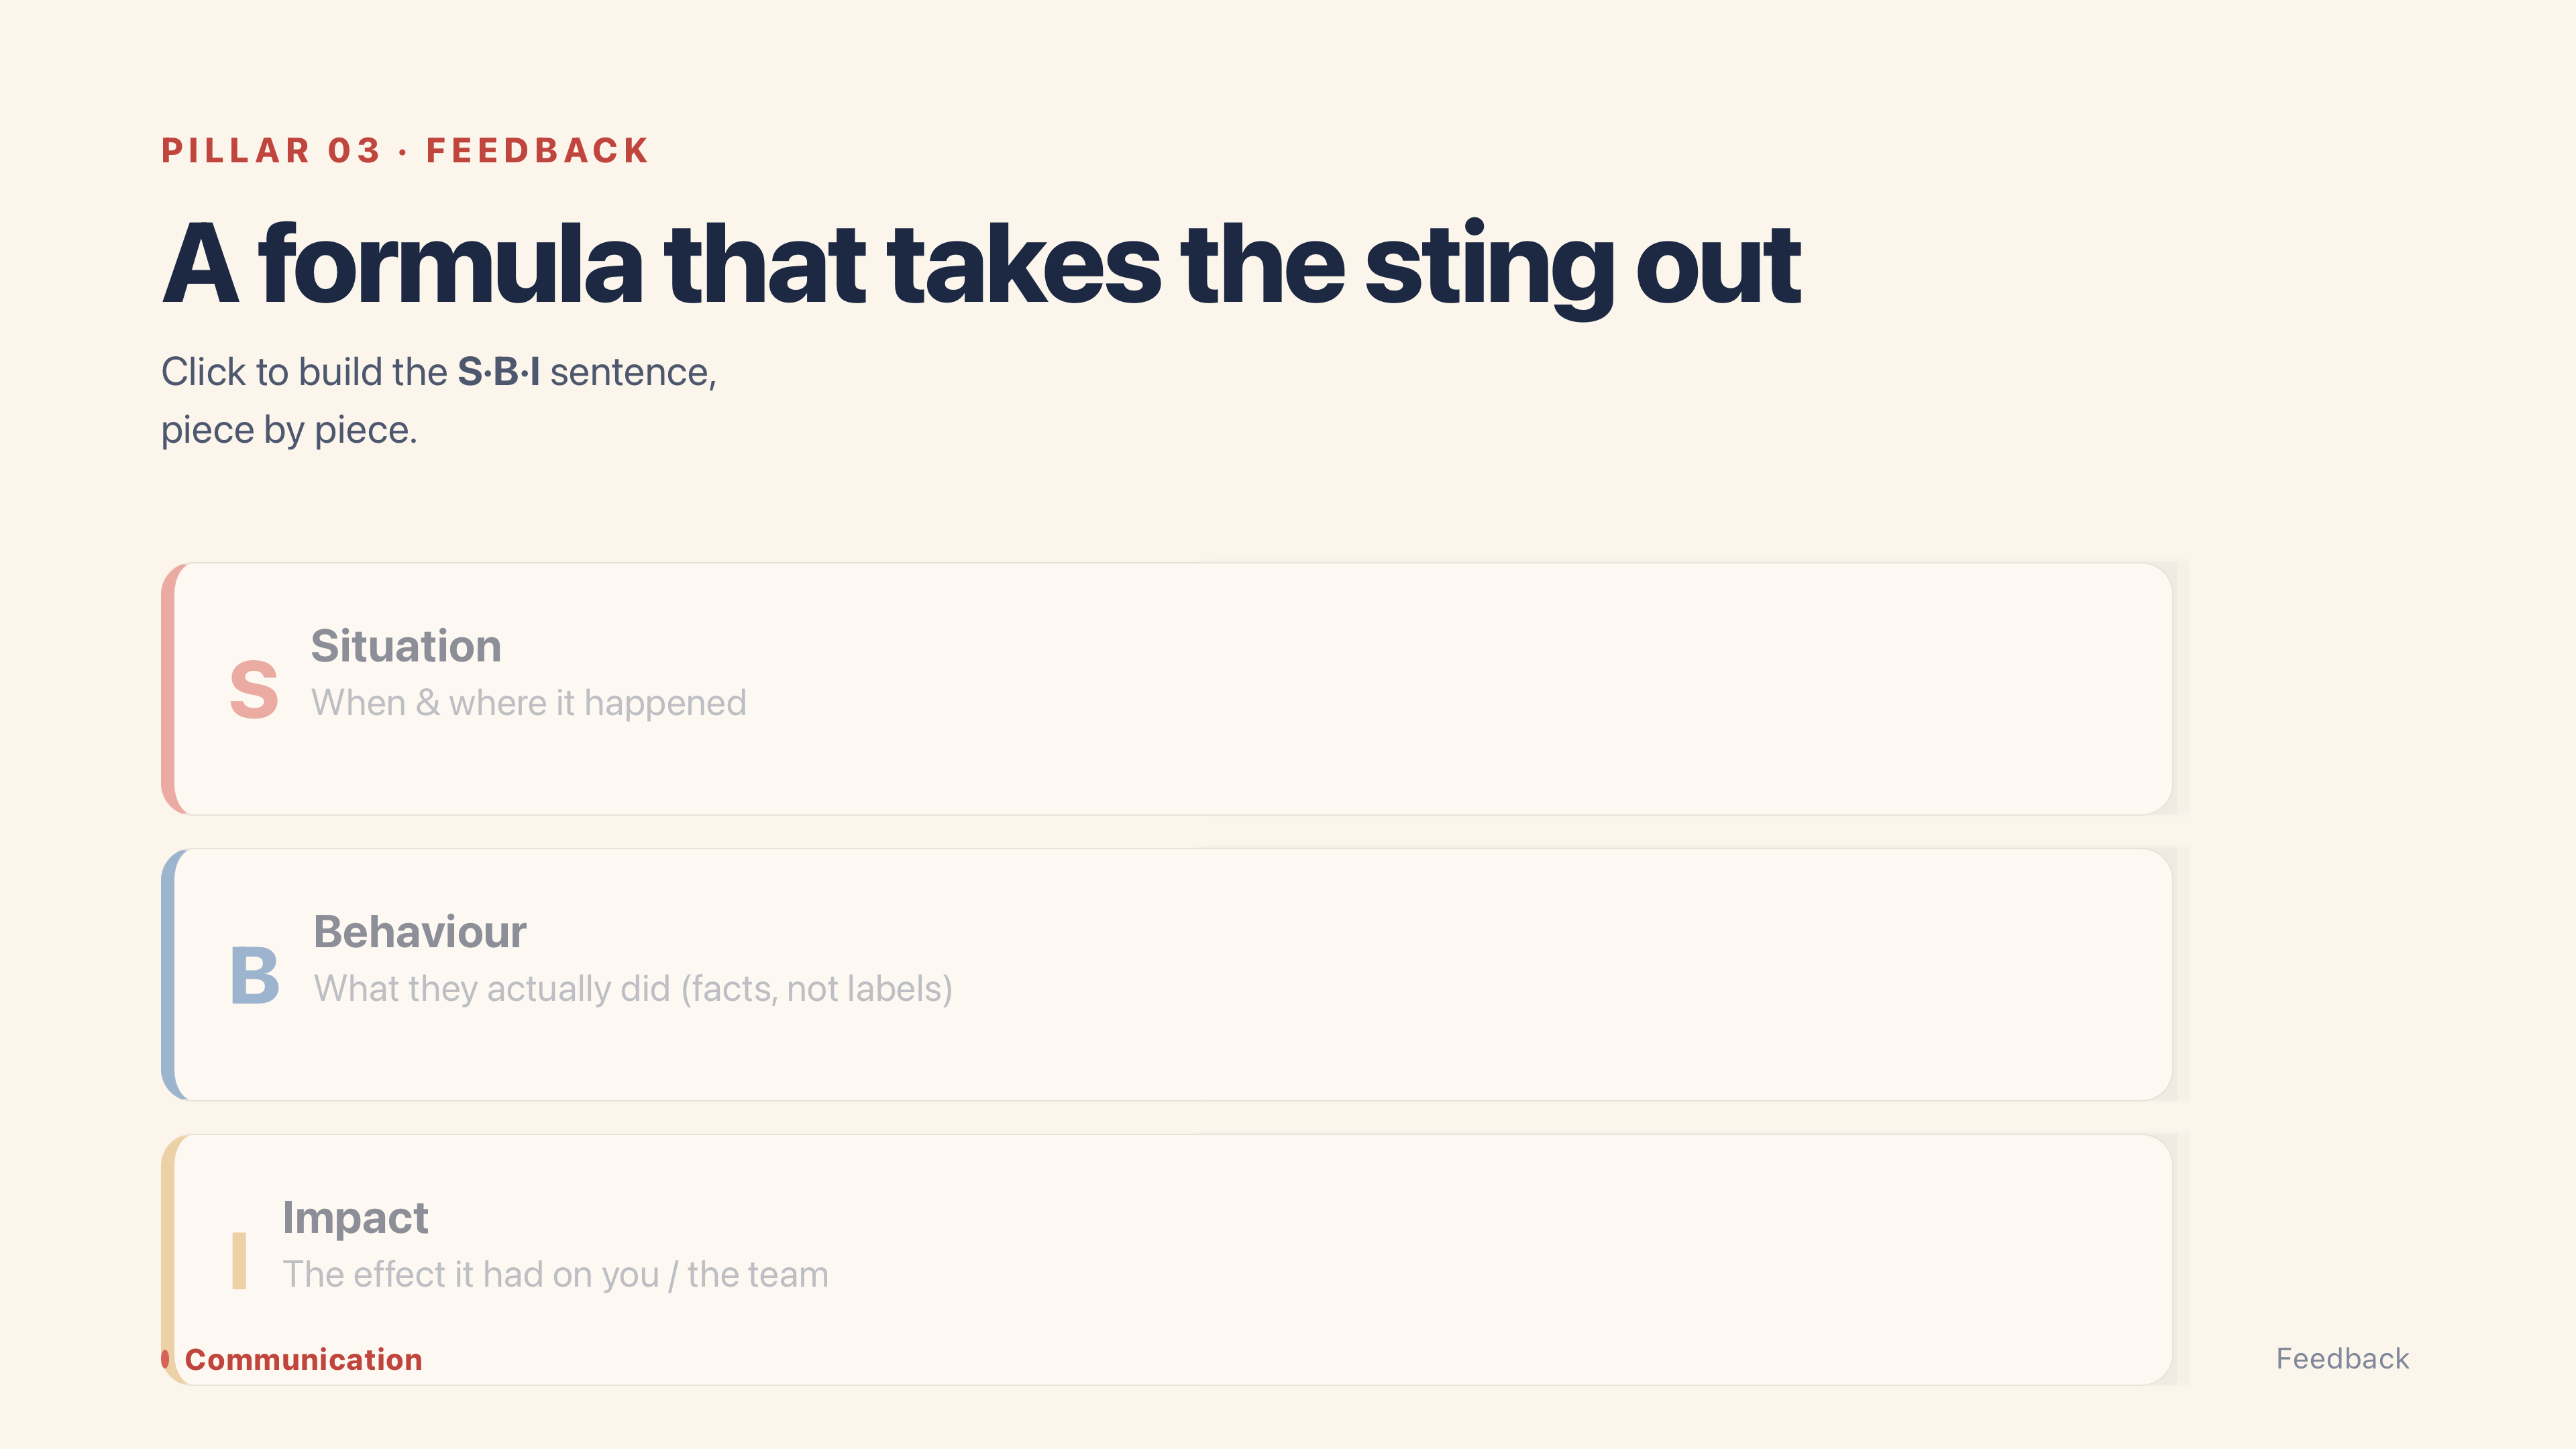 PILLAR 03 · FEEDBACK
A formula that takes the sting out
Click to build the S·B·I sentence,
piece by piece.
S
Situation
When & where it happened
B
Behaviour
What they actually did (facts, not labels)
I
Impact
The effect it had on you / the team
Communication
Feedback